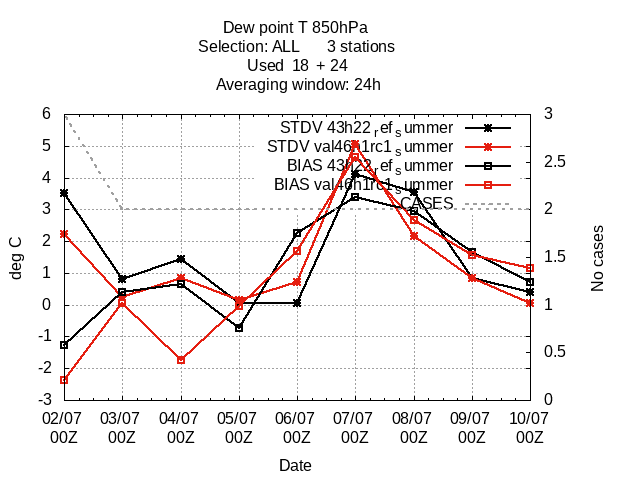 Dew point T 850hPa
Selection: ALL 3 stations
Used 18 + 24
Averaging window: 24h
STDV 43h22_ref_summer
STDV val46h1rc1_summer
BIAS 43h22_ref_summer
BIAS val46h1rc1_summer
CASES
6
5
4
3
2
1
0
-1
-2
-3
deg C
3
2.5
2
1.5
1
0.5
0
No cases
02/07 03/07 04/07 05/07 06/07 07/07 08/07 09/07 10/07
00Z 00Z 00Z 00Z 00Z 00Z 00Z 00Z 00Z
Date